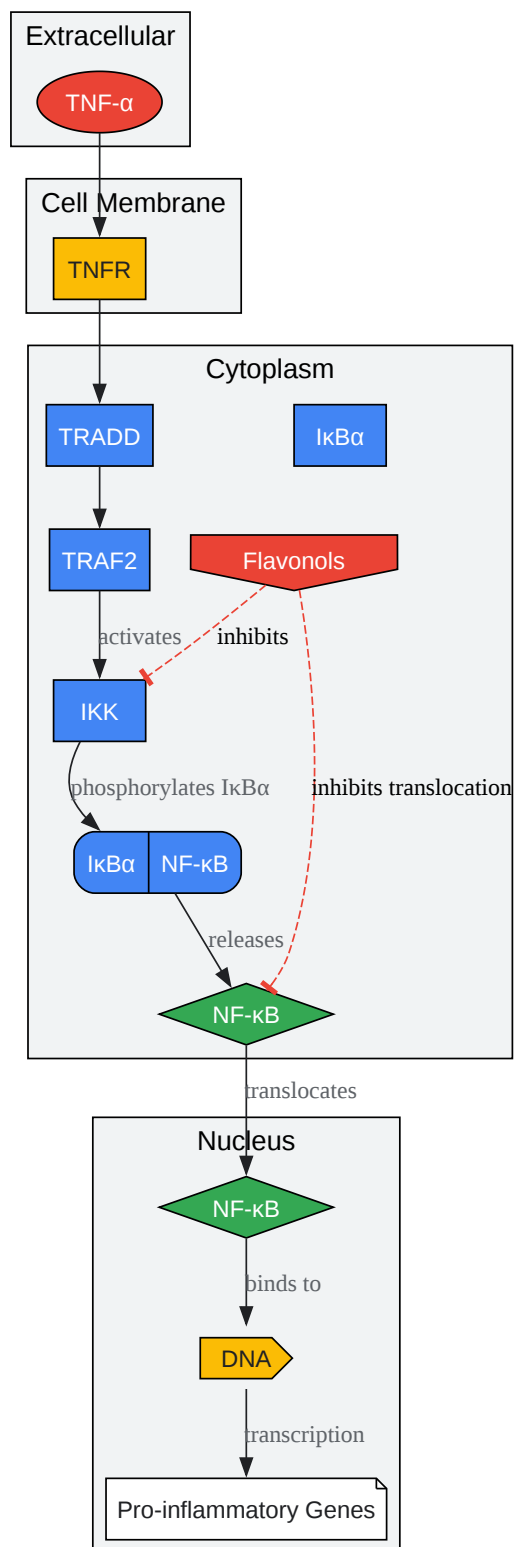 Extracellular
TNF-α
Cell Membrane
TNFR
Cytoplasm
TRADD
IκBα
TRAF2
Flavonols
activates
inhibits
IKK
phosphorylates IκBα
inhibits translocation
IκBα
NF-κB
releases
NF-κB
translocates
Nucleus
NF-κB
binds to
DNA
transcription
Pro-inflammatory Genes